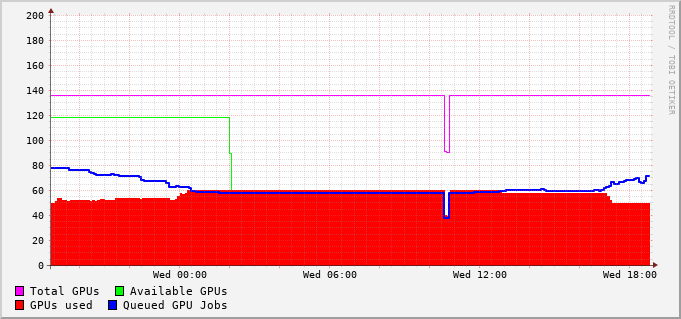 200
180
160
140
120
100
80
60
40
20
0
Wed 00:00 Wed 06:00 Wed 12:00 Wed 18:00
Total GPUs Available GPUs
GPUs used Queued GPU Jobs
RRDTOOL / TOBI OETIKER